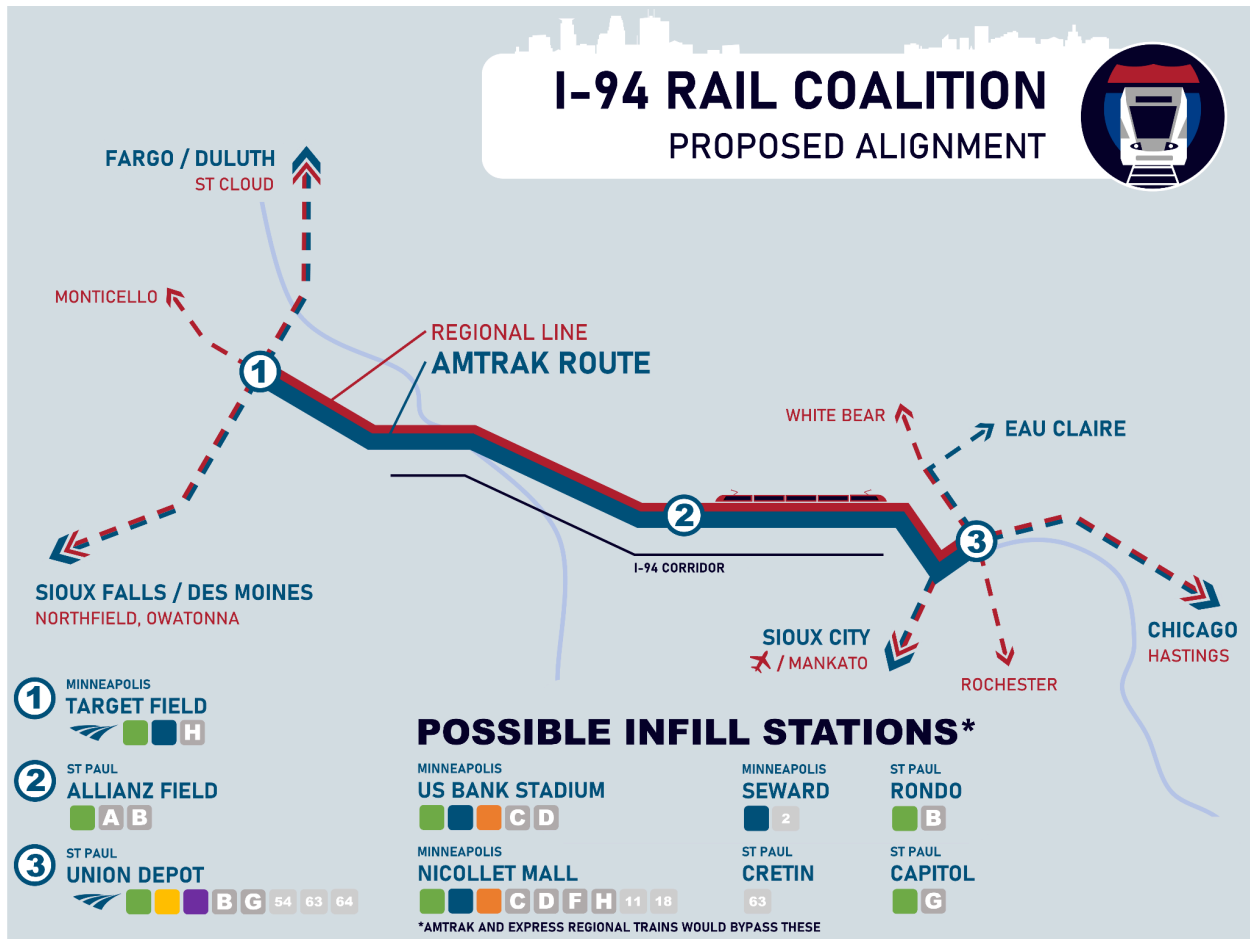 I-94 RAIL COALITION
PROPOSED ALIGNMENT
FARGO / DULUTH
ST CLOUD
MONTICELLO
REGIONAL LINE
AMTRAK ROUTE
1
WHITE BEAR
EAU CLAIRE
2
3
I-94 CORRIDOR
SIOUX FALLS / DES MOINES
NORTHFIELD, OWATONNA
SIOUX CITY
/ MANKATO
ROCHESTER
CHICAGO
HASTINGS
1
MINNEAPOLIS
TARGET FIELD
H
2
ST PAUL
ALLIANZ FIELD
A B
3
ST PAUL
UNION DEPOT
B G 54 63 64
POSSIBLE INFILL STATIONS*
MINNEAPOLIS
US BANK STADIUM
C D
MINNEAPOLIS
SEWARD
2
ST PAUL
RONDO
B
MINNEAPOLIS
NICOLLET MALL
C D F H 11 18
ST PAUL
CRETIN
63
ST PAUL
CAPITOL
G
*AMTRAK AND EXPRESS REGIONAL TRAINS WOULD BYPASS THESE